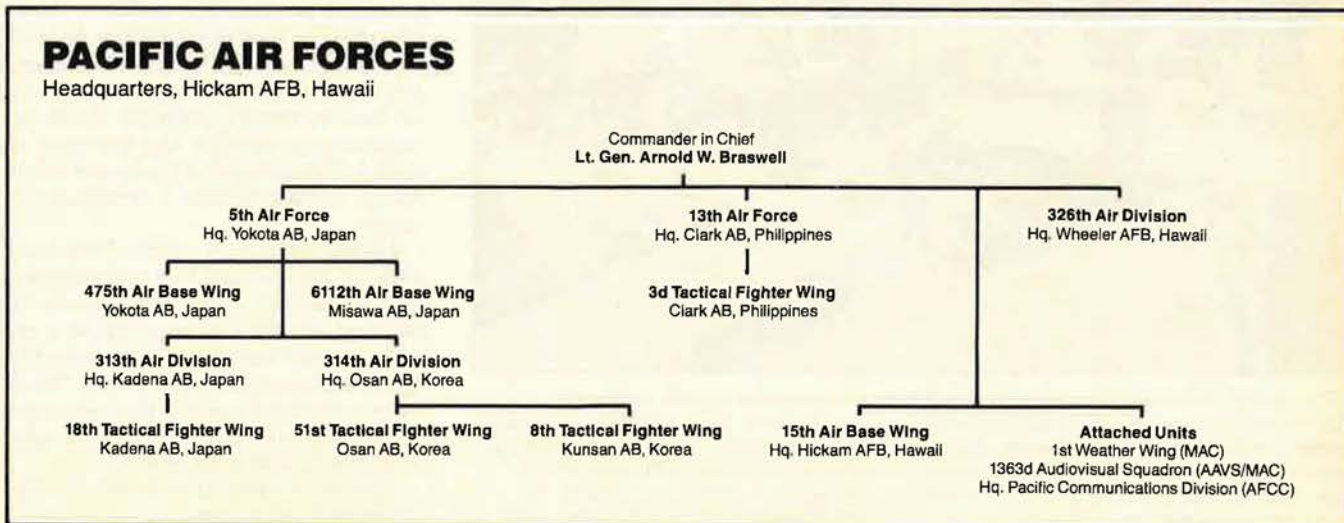 PACIFIC AIR FORCES
Headquarters, Hickam AFB, Hawaii
Commander in Chief
Lt. Gen. Arnold W. Braswell
5th Air Force
Hq. Yokota AB, Japan
13th Air Force
Hq. Clark AB, Philippines
326th Air Division
Hq. Wheeler AFB, Hawaii
475th Air Base Wing
Yokota AB, Japan
6112th Air Base Wing
Misawa AB, Japan
3d Tactical Fighter Wing
Clark AB, Philippines
313th Air Division
Hq. Kadena AB, Japan
314th Air Division
Hq. Osan AB, Korea
18th Tactical Fighter Wing
Kadena AB, Japan
51st Tactical Fighter Wing
Osan AB, Korea
8th Tactical Fighter Wing
Kunsan AB, Korea
15th Air Base Wing
Hq. Hickam AFB, Hawaii
Attached Units
1st Weather Wing (MAC)
1363d Audiovisual Squadron (AAVS/MAC)
Hq. Pacific Communications Division (AFCC)